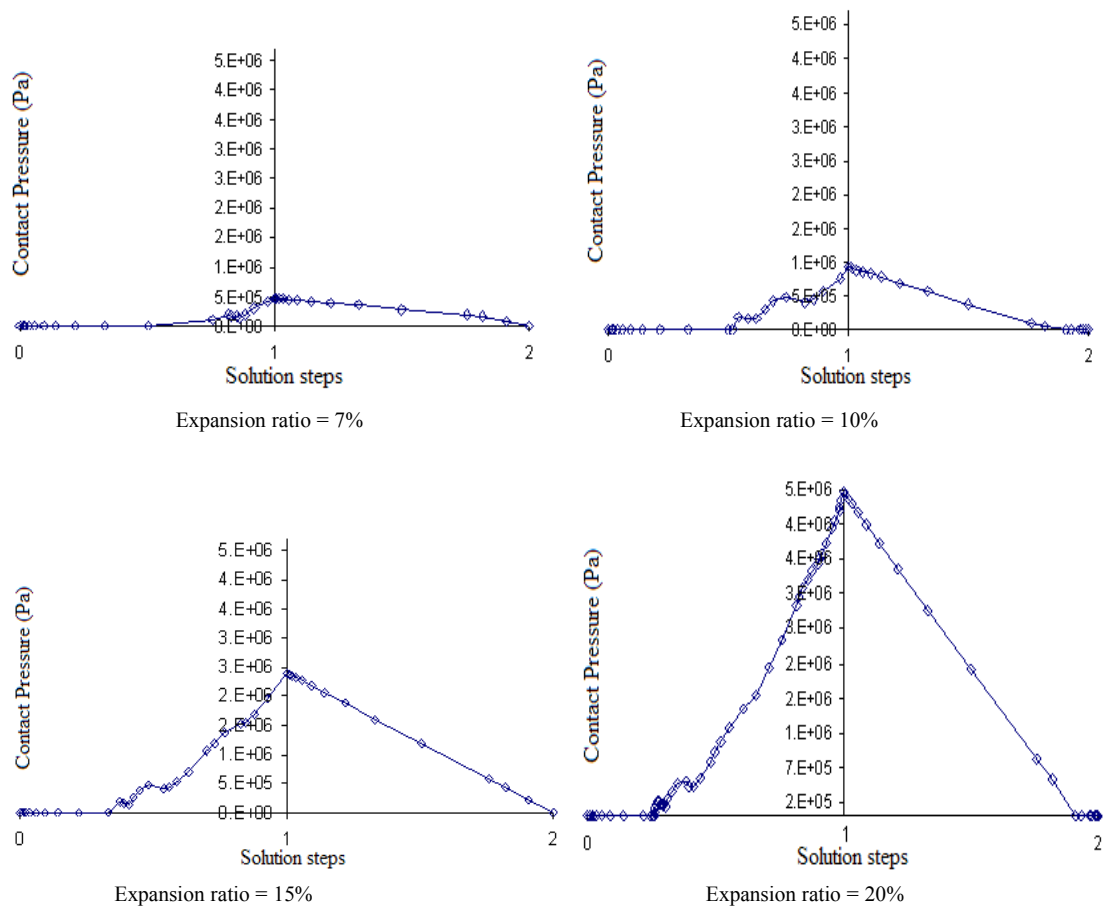 Contact Pressure (Pa)
5.E+06
5.E+06
4.E+06
4.E+06
3.E+06
3.E+06
2.E+06
2.E+06
1.E+06
5.E+05
0.E+00
0
1
2
Solution steps
Expansion ratio = 7%
Contact Pressure (Pa)
5.E+06
5.E+06
4.E+06
4.E+06
3.E+06
3.E+06
2.E+06
2.E+06
1.E+06
5.E+05
0.E+00
0
1
2
Solution steps
Expansion ratio = 10%
Contact Pressure (Pa)
5.E+06
4.E+06
4.E+06
3.E+06
3.E+06
2.E+06
2.E+06
1.E+06
5.E+05
0.E+00
0
1
2
Solution steps
Expansion ratio = 15%
Contact Pressure (Pa)
5.E+06
4.E+06
4.E+06
3.E+06
3.E+06
2.E+06
2.E+06
1.E+06
7.E+05
2.E+05
0
1
2
Solution steps
Expansion ratio = 20%